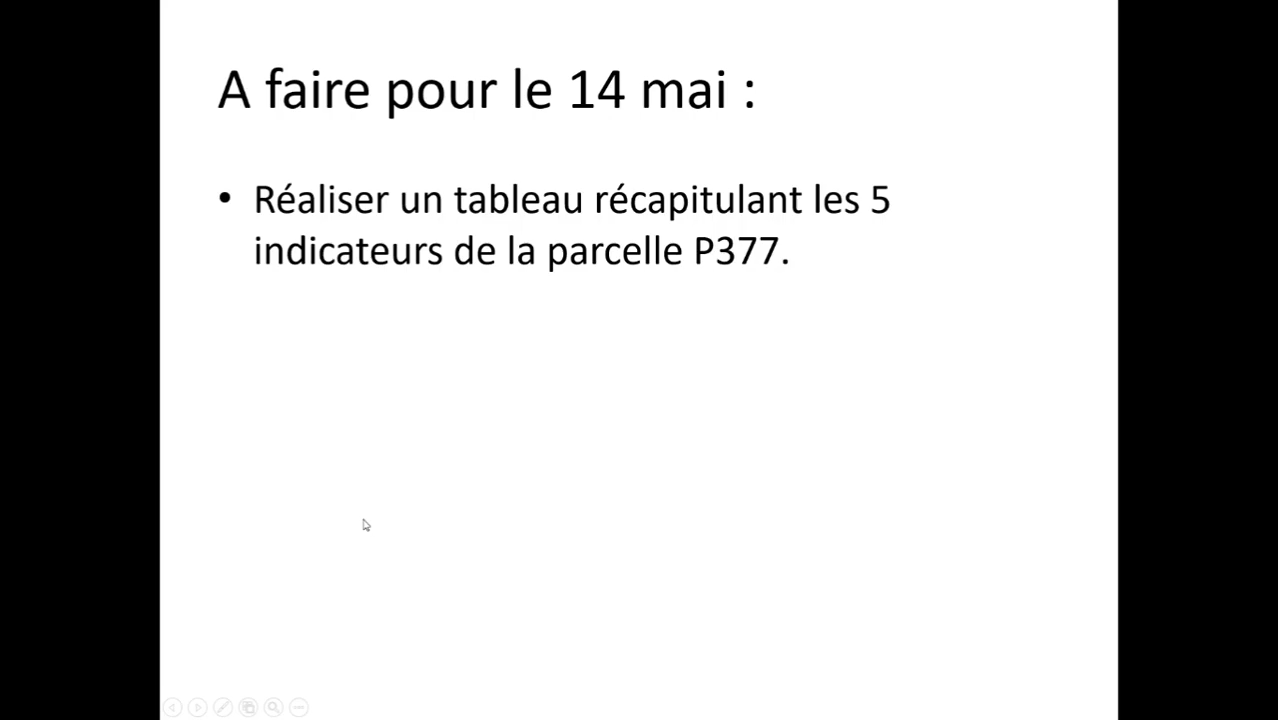 A faire pour le 14 mai :
• Réaliser un tableau récapitulant les 5
indicateurs de la parcelle P377.